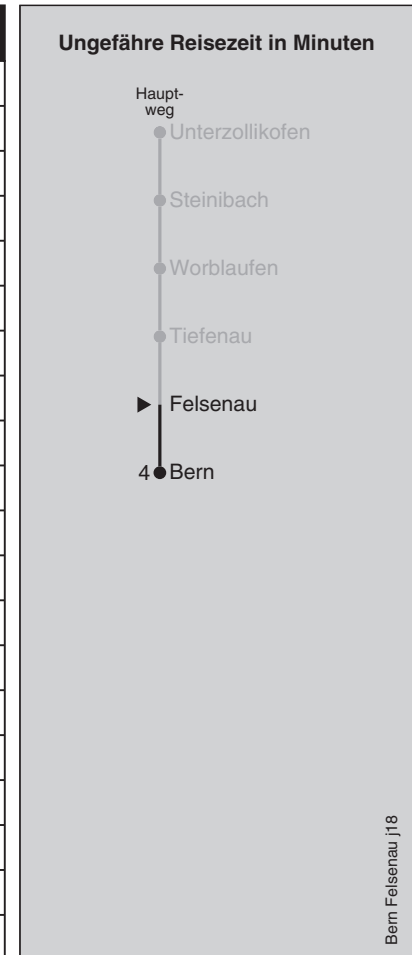 Ungefähre Reisezeit in Minuten
Haupt-
weg
Unterzollikofen
Steinibach
Worblaufen
Tiefenau
Felsenau
4 Bern
Bern Felsenau j18